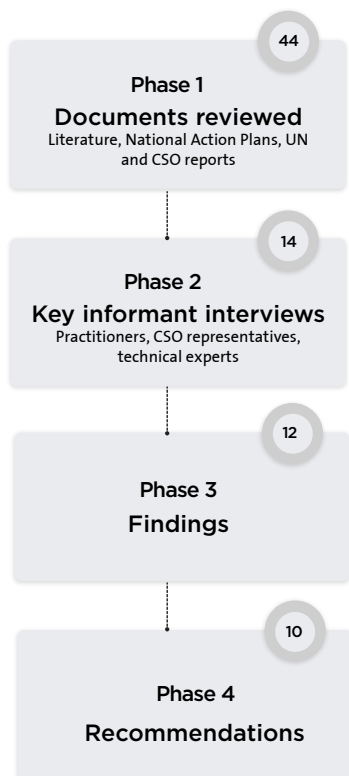 44
Phase 1
Documents reviewed
Literature, National Action Plans, UN
and CSO reports
14
Phase 2
Key informant interviews
Practitioners, CSO representatives,
technical experts
12
Phase 3
Findings
10
Phase 4
Recommendations